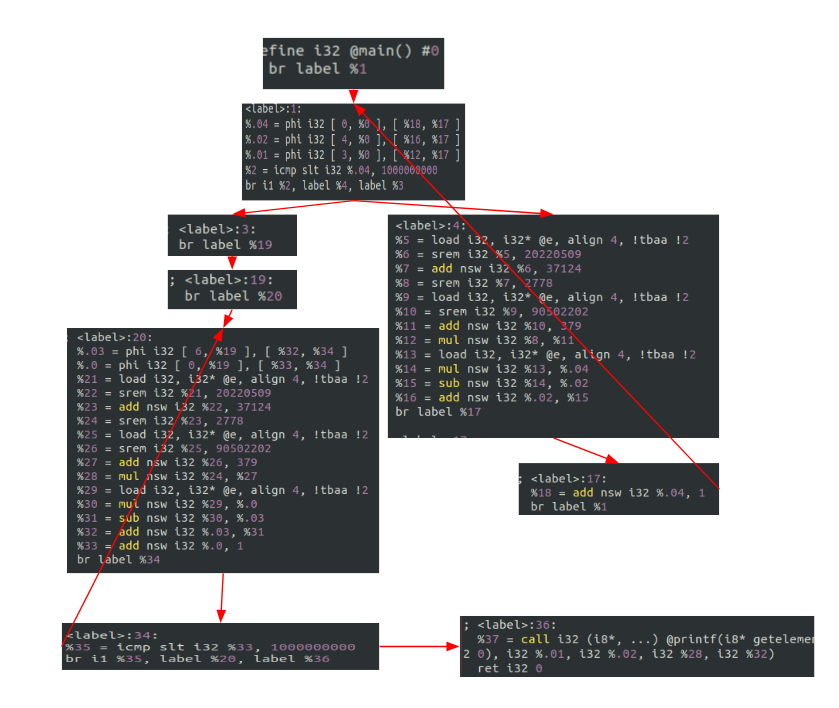 efine i32 @main() #0
br label %1
<label>:1:
%.04 = phi i32 [ 0, %0 ], [ %18, %17 ]
%.02 = phi i32 [ 4, %0 ], [ %16, %17 ]
%.01 = phi i32 [ 3, %0 ], [ %12, %17 ]
%2 = icmp slt i32 %.04, 1000000000
br i1 %2, label %4, label %3
; <label>:3:
br label %19
; <label>:19:
br label %20
; <label>:20:
%.03 = phi i32 [ 6, %19 ], [ %32, %34 ]
%.0 = phi i32 [ 0, %19 ], [ %33, %34 ]
%21 = load i32, i32* @e, align 4, !tbaa !2
%22 = srem i32 %21, 20220509
%23 = add nsw i32 %22, 37124
%24 = srem i32 %23, 2778
%25 = load i32, i32* @e, align 4, !tbaa !2
%26 = srem i32 %25, 90502202
%27 = add nsw i32 %26, 379
%28 = mul nsw i32 %24, %27
%29 = load i32, i32* @e, align 4, !tbaa !2
%30 = mul nsw i32 %29, %.0
%31 = sub nsw i32 %30, %.03
%32 = add nsw i32 %.03, %31
%33 = add nsw i32 %.0, 1
br label %34
<label>:4:
%5 = load i32, i32* @e, align 4, !tbaa !2
%6 = srem i32 %5, 20220509
%7 = add nsw i32 %6, 37124
%8 = srem i32 %7, 2778
%9 = load i32, i32* @e, align 4, !tbaa !2
%10 = srem i32 %9, 90502202
%11 = add nsw i32 %10, 379
%12 = mul nsw i32 %8, %11
%13 = load i32, i32* @e, align 4, !tbaa !2
%14 = mul nsw i32 %13, %.04
%15 = sub nsw i32 %14, %.02
%16 = add nsw i32 %.02, %15
br label %17
; <label>:17:
%18 = add nsw i32 %.04, 1
br label %1
<label>:34:
%35 = icmp slt i32 %33, 1000000000
br i1 %35, label %20, label %36
; <label>:36:
%37 = call i32 (i8*, ...) @printf(i8* getelemen
2 0), i32 %.01, i32 %.02, i32 %28, i32 %32)
ret i32 0